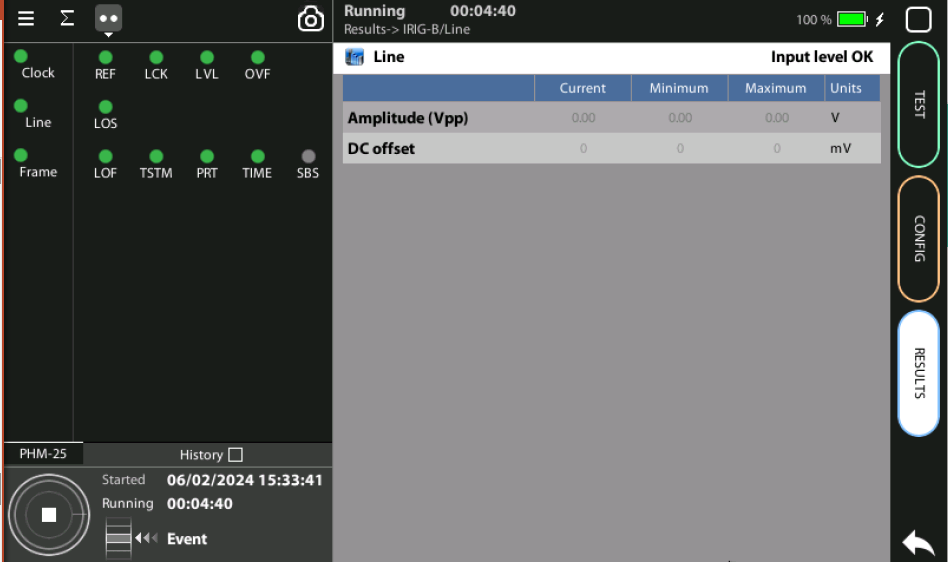 Running 00:04:40
Results-> IRIG-B/Line
100 %
Clock REF LCK LVL OVF
Line LOS
Frame LOF TSTM PRT TIME SBS
Line Input level OK
Current Minimum Maximum Units
Amplitude (Vpp) 0.00 0.00 0.00 V
DC offset 0 0 0 mV
TEST
CONFIG
RESULTS
PHM-25 History
Started 06/02/2024 15:33:41
Running 00:04:40
Event